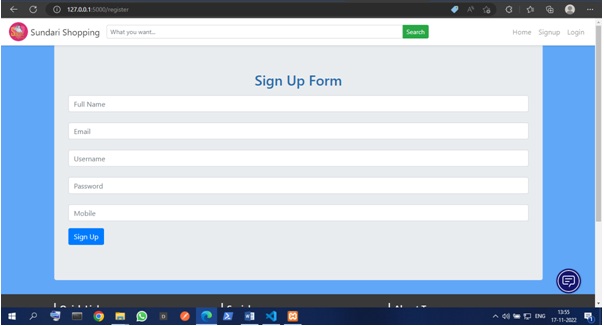 127.0.0.1:5000/register
Sundari Shopping
What you want...
Search
Home
Signup
Login
Sign Up Form
Full Name
Email
Username
Password
Mobile
Sign Up
ENG
13:55
17-11-2022